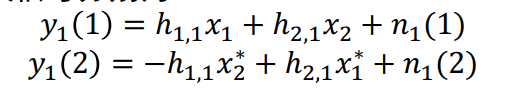 y₁(1) = h₁,₁x₁ + h₂,₁x₂ + n₁(1)
y₁(2) = −h₁,₁x₂* + h₂,₁x₁* + n₁(2)